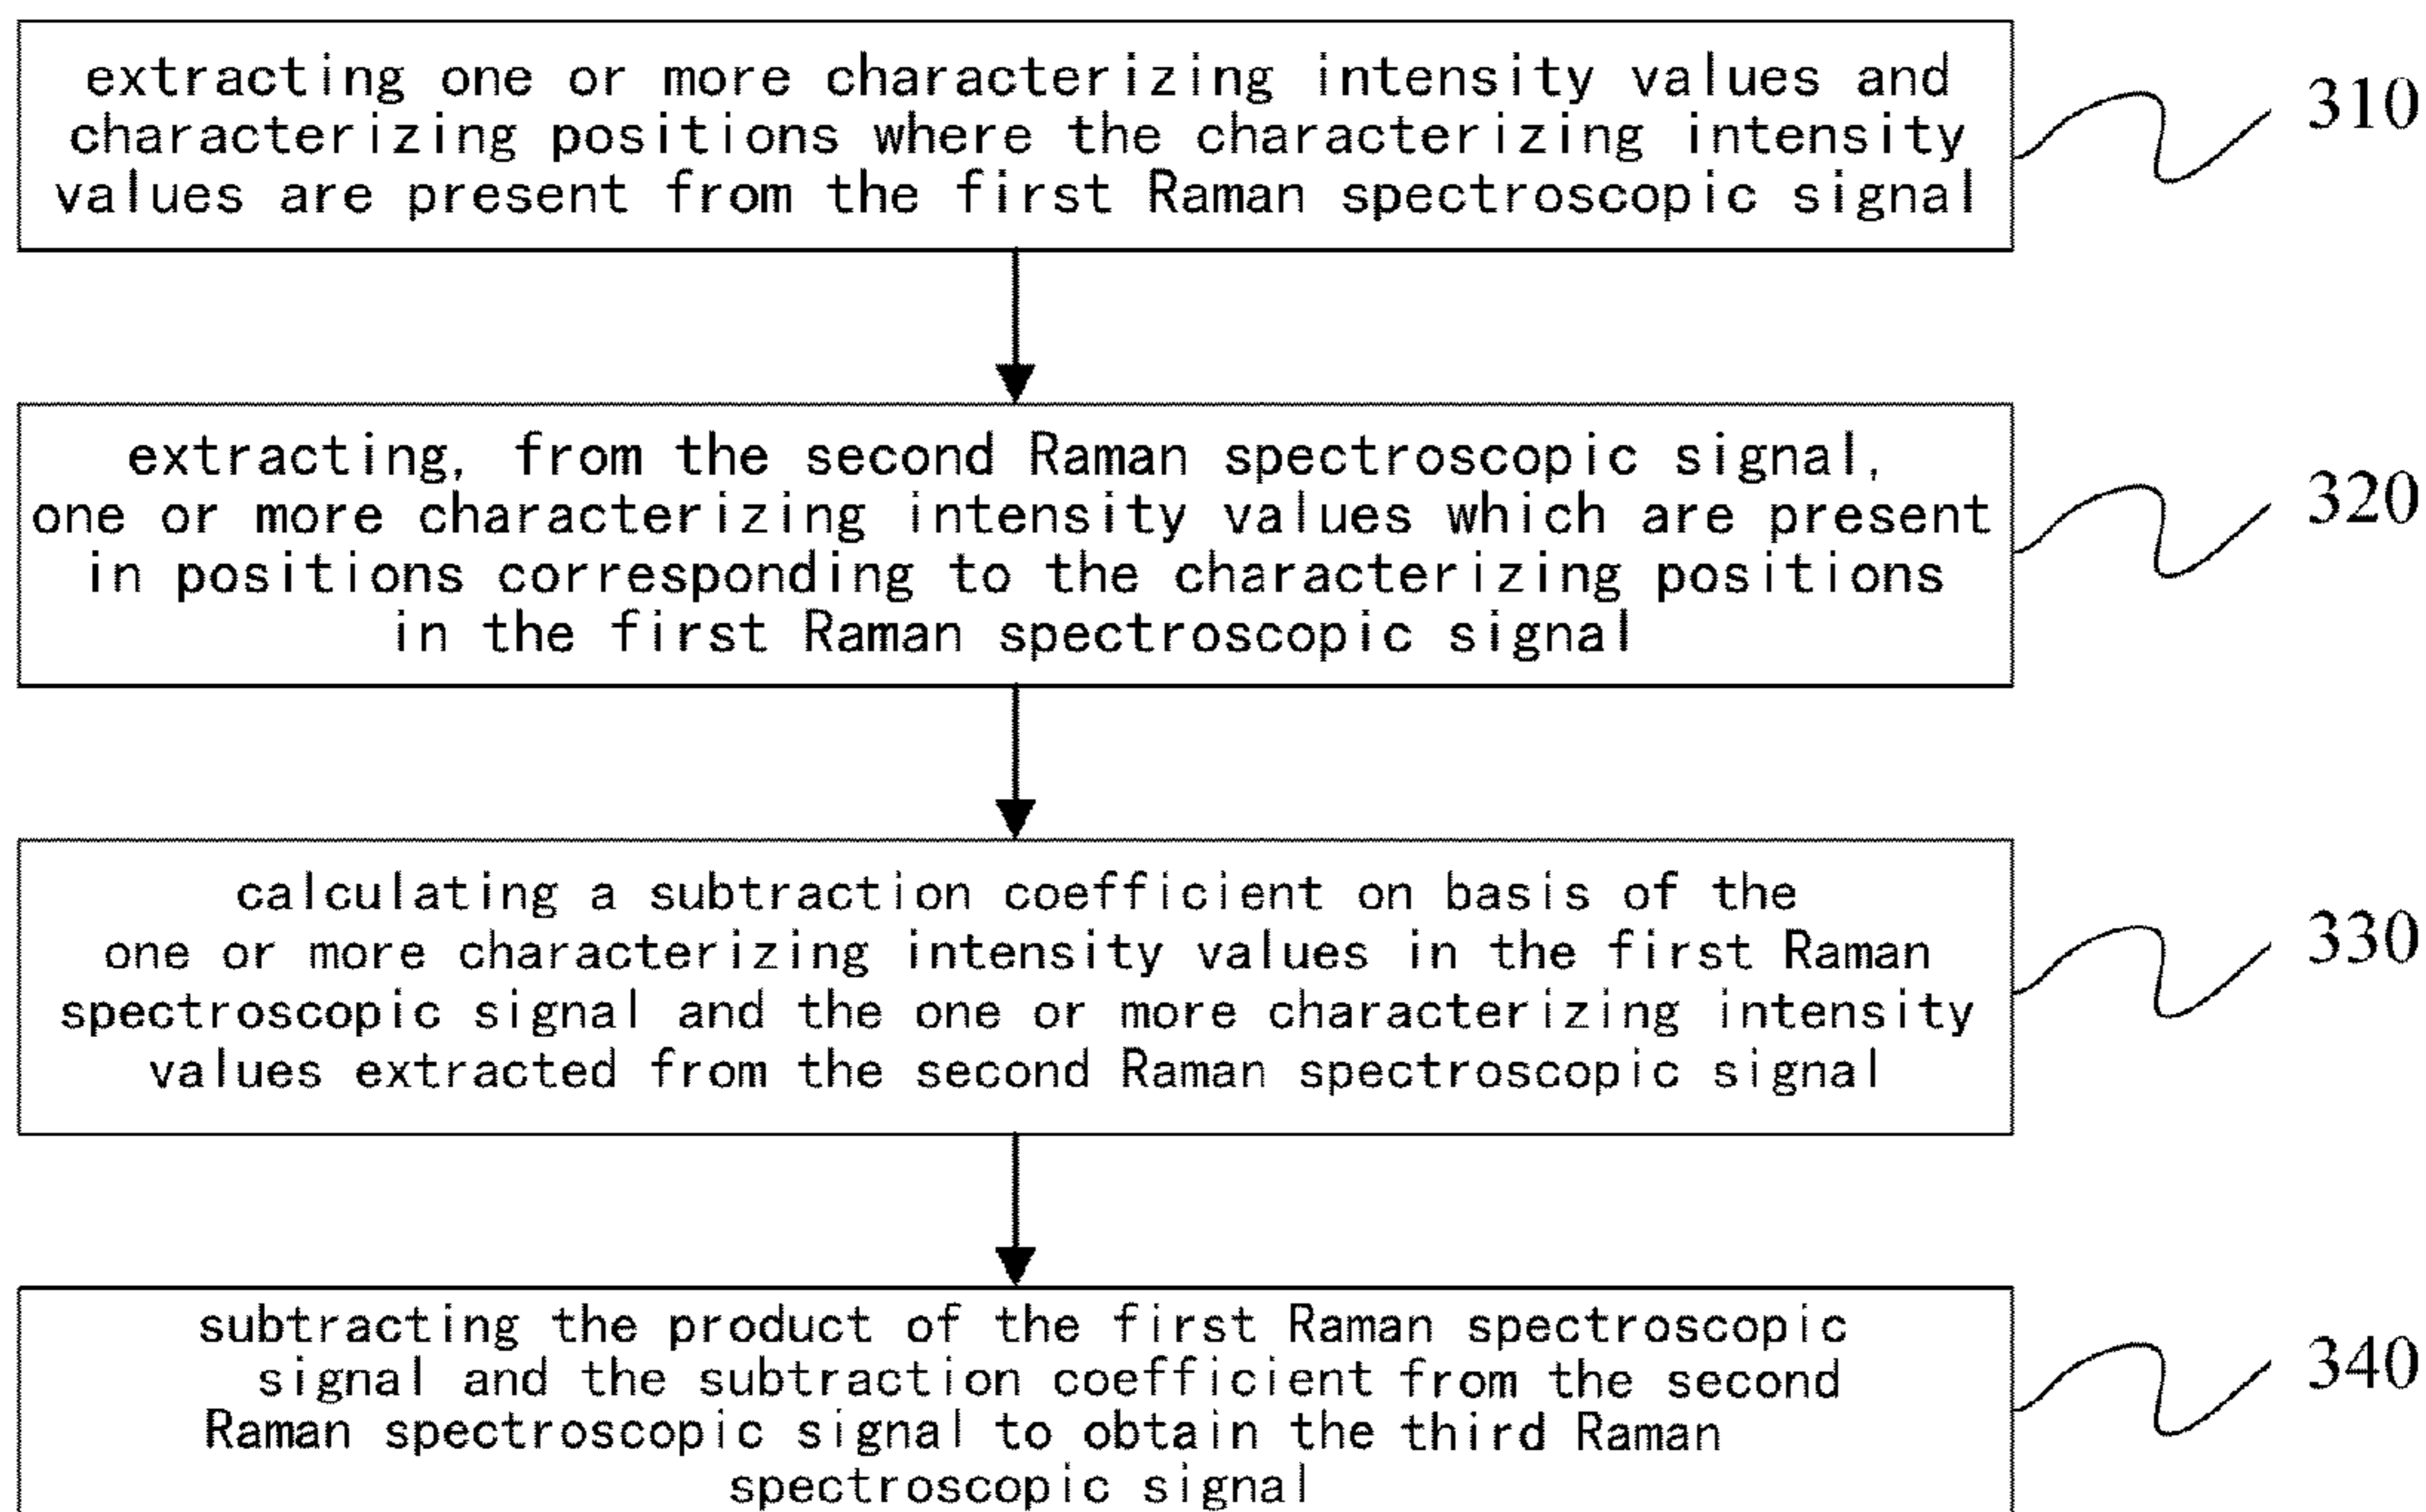 extracting one or more characterizing intensity values and
characterizing positions where the characterizing intensity
values are present from the first Raman spectroscopic signal
310
extracting, from the second Raman spectroscopic signal,
one or more characterizing intensity values which are present
in positions corresponding to the characterizing positions
in the first Raman spectroscopic signal
320
calculating a subtraction coefficient on basis of the
one or more characterizing intensity values in the first Raman
spectroscopic signal and the one or more characterizing intensity
values extracted from the second Raman spectroscopic signal
330
subtracting the product of the first Raman spectroscopic
signal and the subtraction coefficient from the second
Raman spectroscopic signal to obtain the third Raman
spectroscopic signal
340